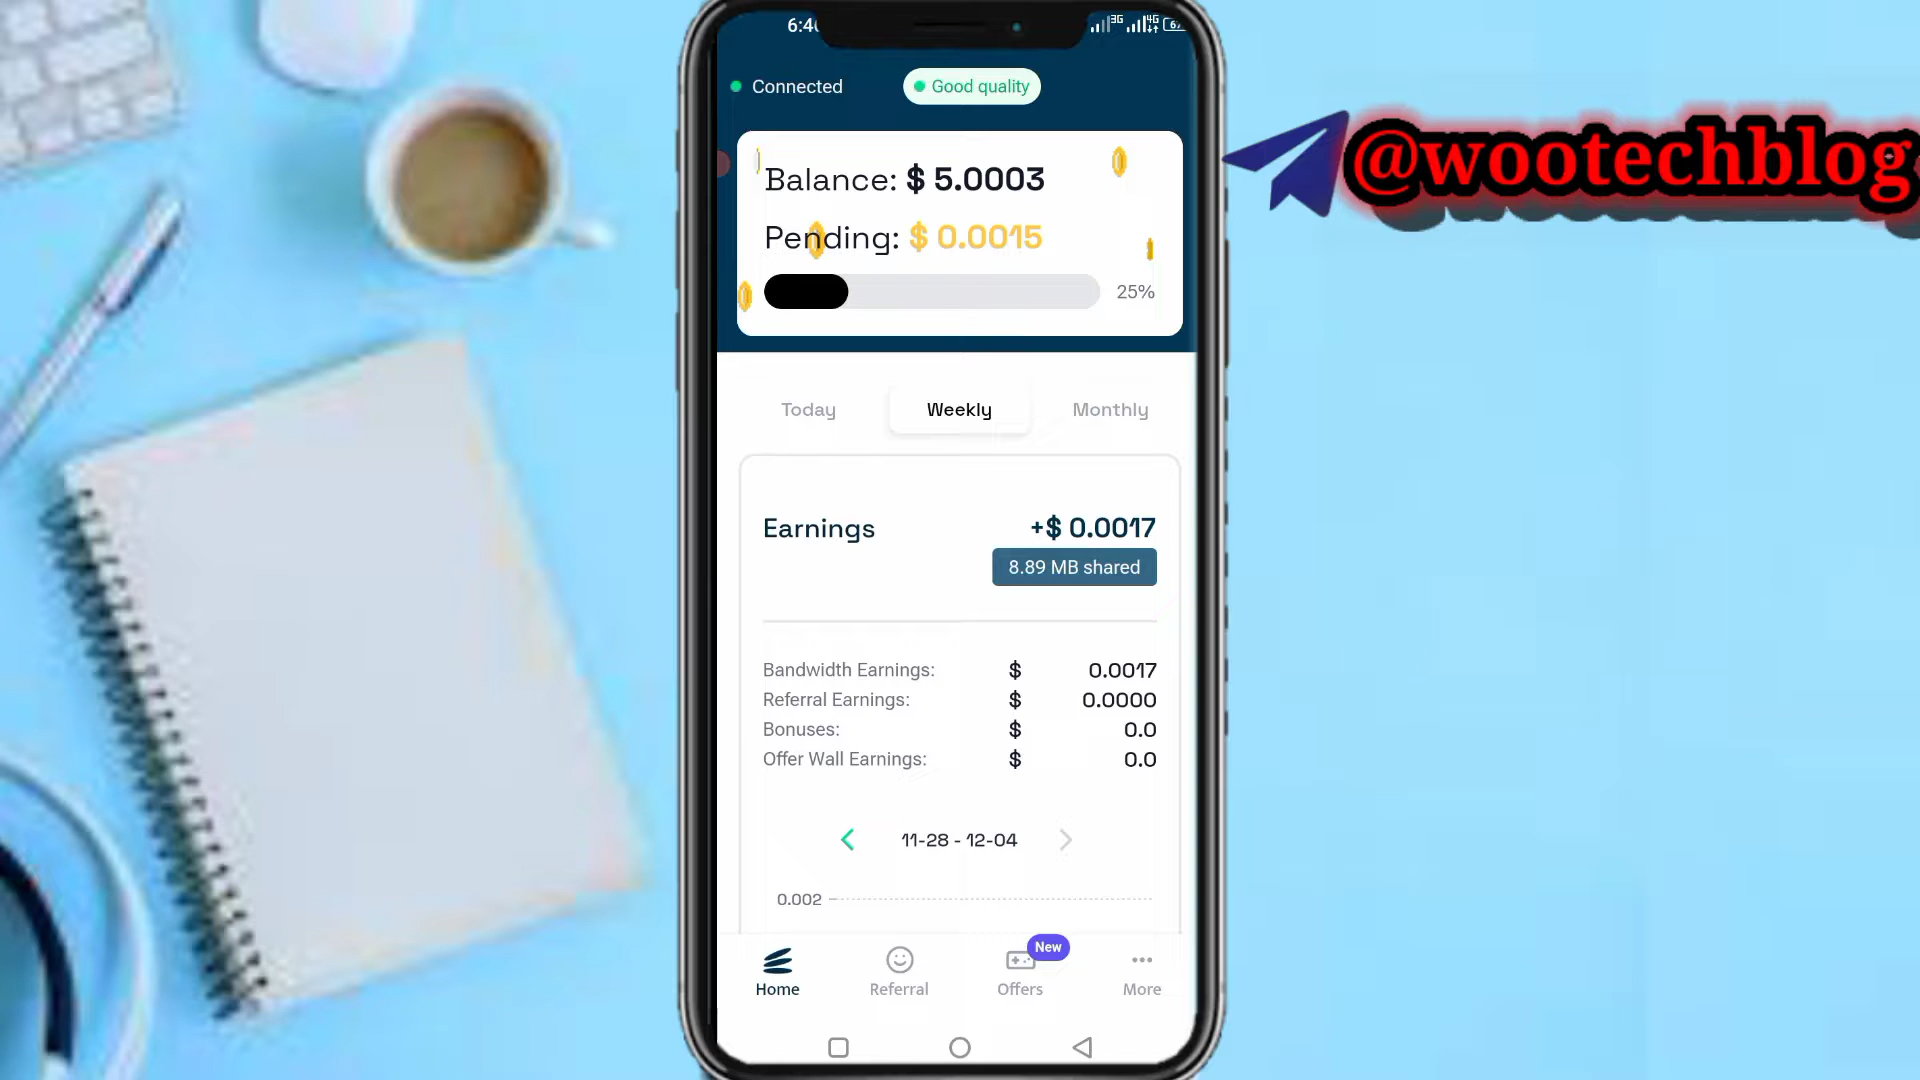 6:4
3G 4G
Connected
Good quality
@wootechblog
Balance: $ 5.0003
Pending: $ 0.0015
25%
Today Weekly Monthly
Earnings +$ 0.0017
8.89 MB shared
Bandwidth Earnings: $ 0.0017
Referral Earnings: $ 0.0000
Bonuses: $ 0.0
Offer Wall Earnings: $ 0.0
11-28 - 12-04
0.002
New
Home Referral Offers More